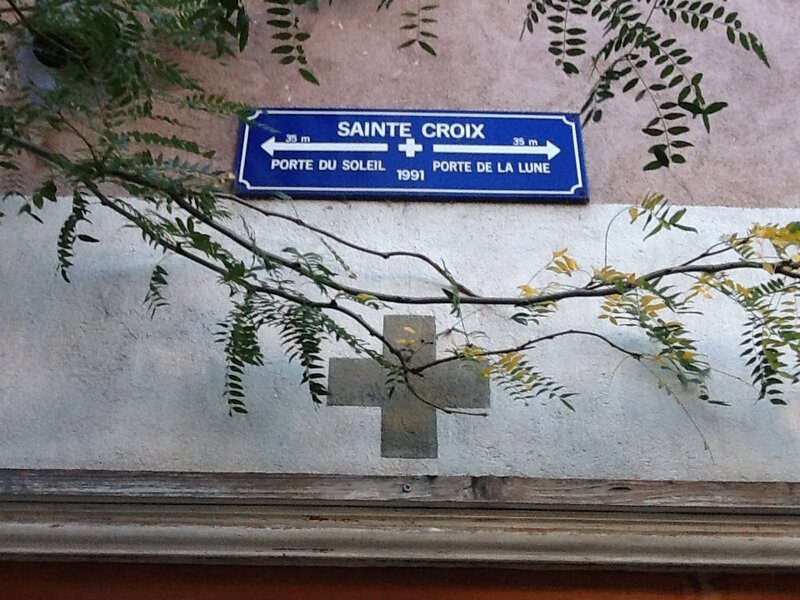 SAINTE CROIX
35 m 35 m
PORTE DU SOLEIL PORTE DE LA LUNE
1991